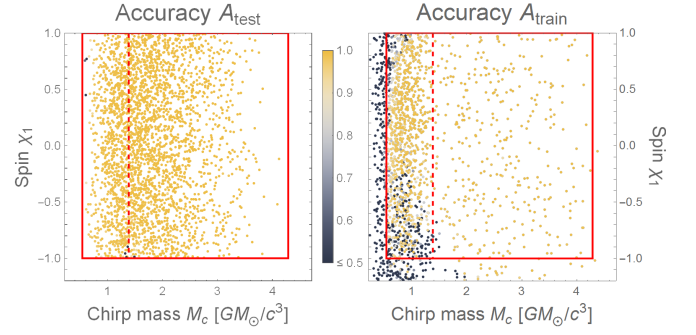 Accuracy A_test Accuracy A_train
1.0 1.0 1.0
0.5 0.9 0.5
Spin χ₁ 0.0 0.8 0.0 Spin χ₁
0.7
-0.5 0.6 -0.5
-1.0 ≤ 0.5 -1.0
1 2 3 4 1 2 3 4
Chirp mass M_c [GM_⊙/c³] Chirp mass M_c [GM_⊙/c³]